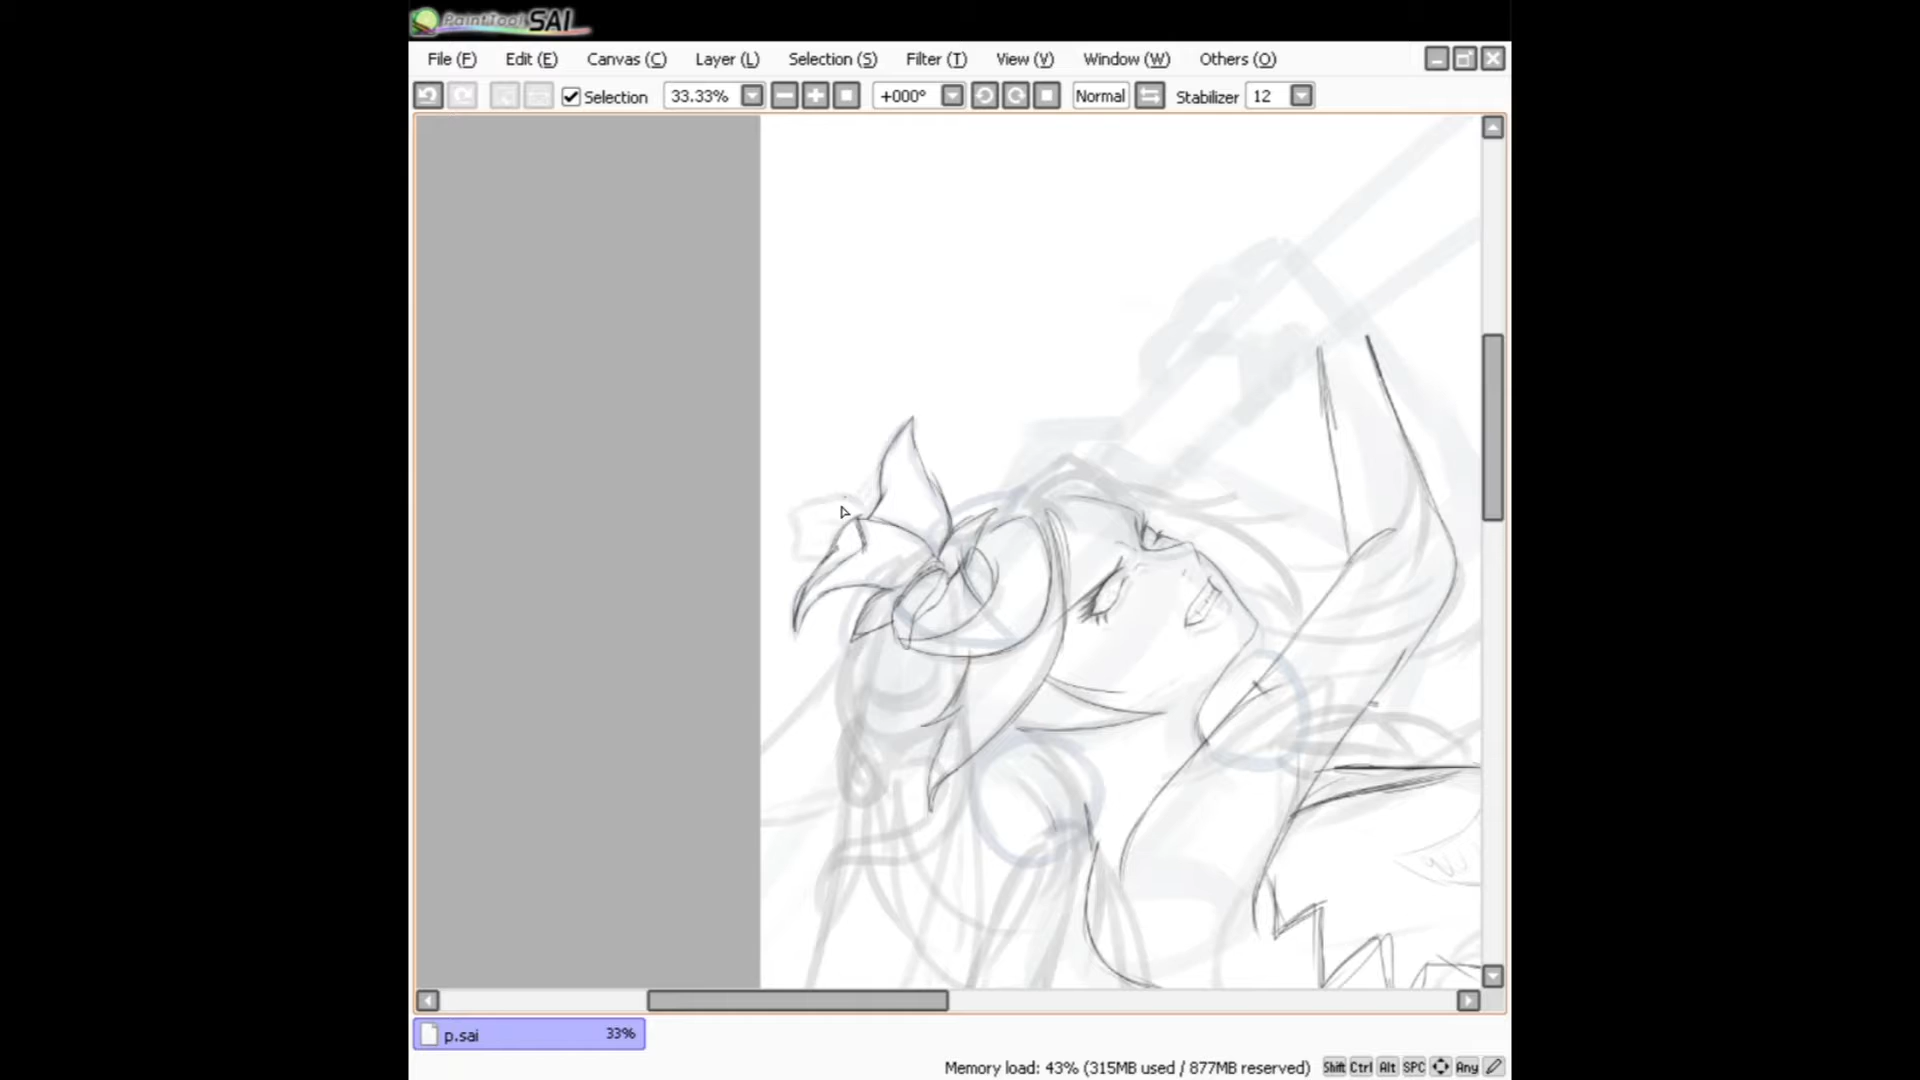 PaintTool SAI
File (F) Edit (E) Canvas (C) Layer (L) Selection (S) Filter (T) View (V) Window (W) Others (O)
Selection 33.33% +000° Normal Stabilizer 12
p.sai 33%
Memory load: 43% (315MB used / 877MB reserved) Shift Ctrl Alt SPC Any